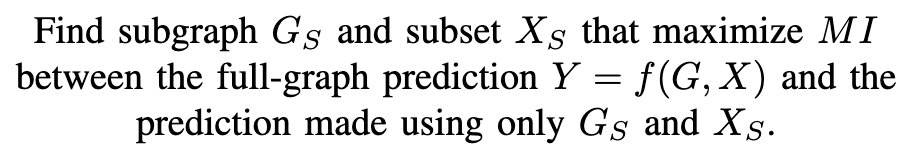 Find subgraph G_S and subset X_S that maximize MI
between the full-graph prediction Y = f(G, X) and the
prediction made using only G_S and X_S.